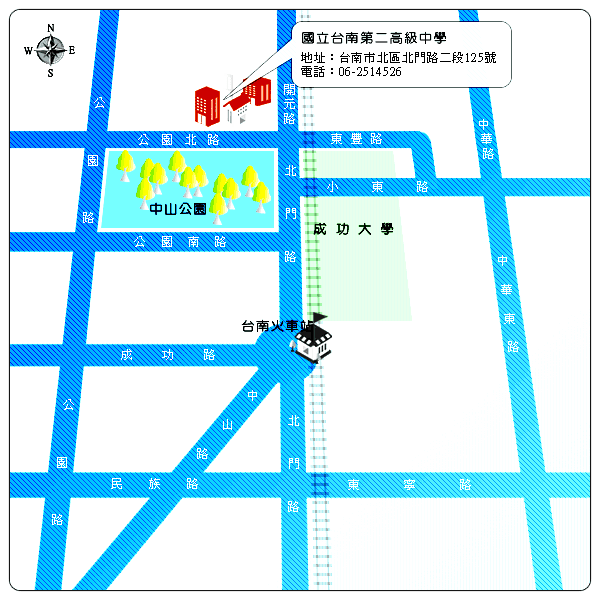 N
W E
S
國立台南第二高級中學
地址：台南市北區北門路二段125號
電話：06-2514526
開元路
公園路
中華路
公園北路
東豐路
北門路
小東路
中山公園
成功大學
公園南路
中華東路
台南火車站
成功路
中山路
公園路
北門路
民族路
東寧路